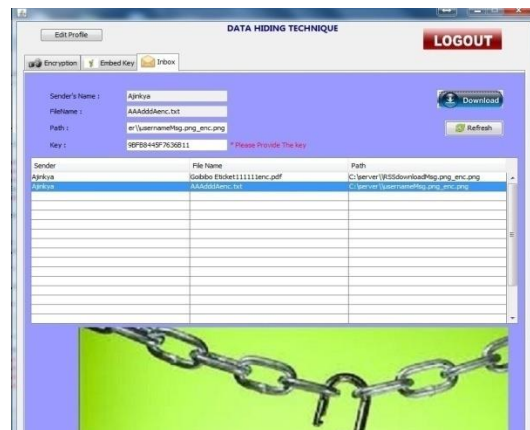 DATA HIDING TECHNIQUE
Edit Profile
LOGOUT
Encryption
Embed Key
Inbox
Sender's Name :
Ajinkya
Download
FileName :
AAAdddAenc.txt
Path :
er\\usernameMsg.png_enc.png
Refresh
Key :
9BFB8445F7636B11
* Please Provide The key
Sender File Name Path
Ajinkya Goibibo Eticket111111enc.pdf C:\server\\RSSdownloadMsg.png_enc.png
Ajinkya AAAdddAenc.txt C:\server\\usernameMsg.png_enc.png